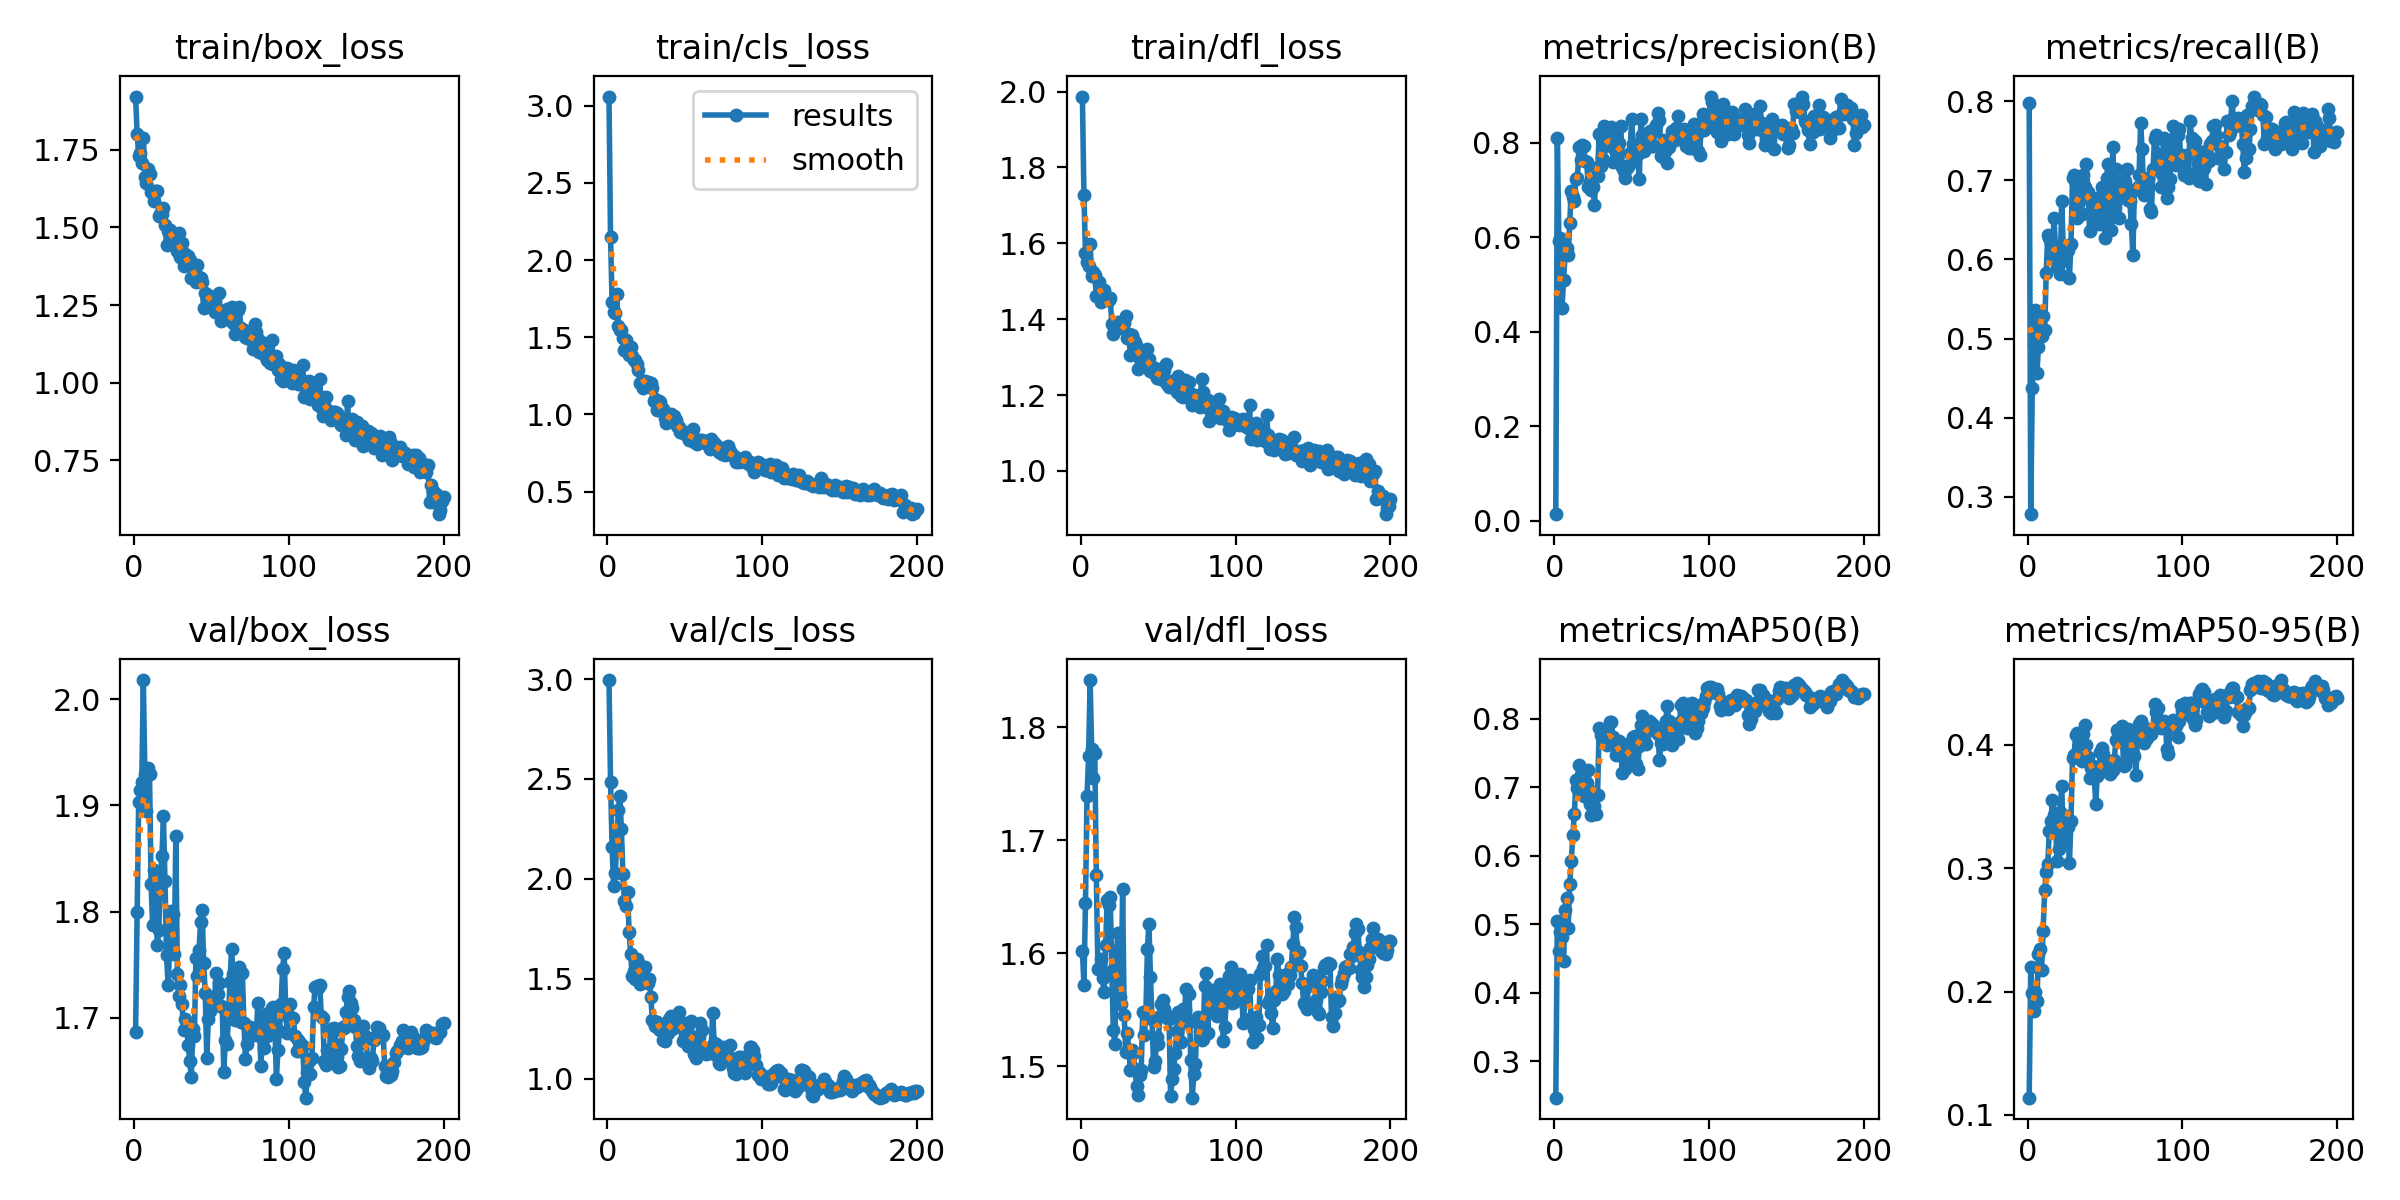 train/box_loss
1.75
1.50
1.25
1.00
0.75
0 100 200
train/cls_loss
results
smooth
3.0
2.5
2.0
1.5
1.0
0.5
0 100 200
train/dfl_loss
2.0
1.8
1.6
1.4
1.2
1.0
0 100 200
metrics/precision(B)
0.8
0.6
0.4
0.2
0.0
0 100 200
metrics/recall(B)
0.8
0.7
0.6
0.5
0.4
0.3
0 100 200
val/box_loss
2.0
1.9
1.8
1.7
0 100 200
val/cls_loss
3.0
2.5
2.0
1.5
1.0
0 100 200
val/dfl_loss
1.8
1.7
1.6
1.5
0 100 200
metrics/mAP50(B)
0.8
0.7
0.6
0.5
0.4
0.3
0 100 200
metrics/mAP50-95(B)
0.4
0.3
0.2
0.1
0 100 200